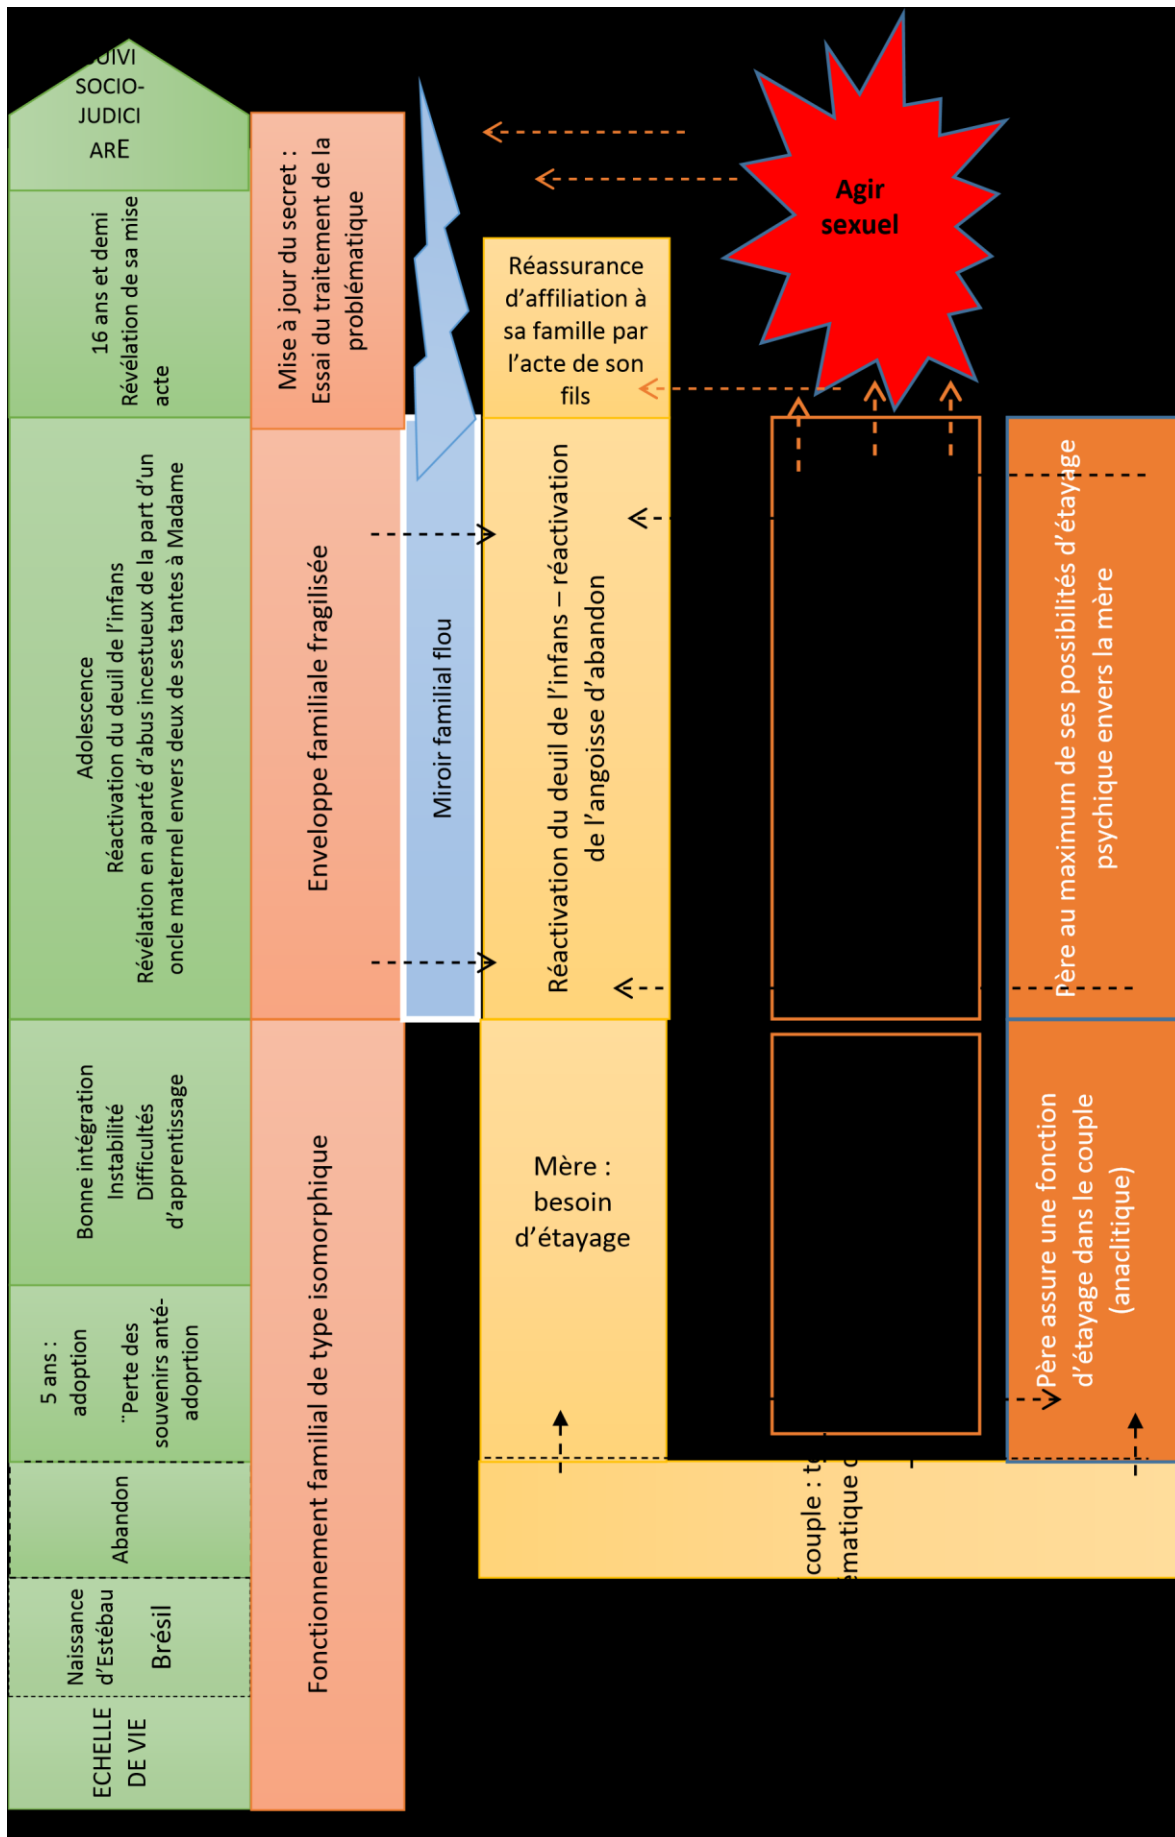 SOCIO-
JUDICI
ARE
16 ans et demi
Révélation de sa mise
acte
Mise à jour du secret :
Essai du traitement de la
problématique
Réassurance
d’affiliation à
sa famille par
l’acte de son
fils
Agir
sexuel
Adolescence
Réactivation du deuil de l’infans
Révélation en aparté d’abus incestueux de la part d’un
oncle maternel envers deux de ses tantes à Madame
Enveloppe familiale fragilisée
Miroir familial flou
Réactivation du deuil de l’infans – réactivation
de l’angoisse d’abandon
Père au maximum de ses possibilités d’étayage
psychique envers la mère
Bonne intégration
Instabilité
Difficultés
d’apprentissage
Fonctionnement familial de type isomorphique
Mère :
besoin
d’étayage
Père assure une fonction
d’étayage dans le couple
(anaclitique)
5 ans :
adoption
¨Perte des
souvenirs anté-
adoprtion
Abandon
couple :
Naissance
d’Estébau
Brésil
ECHELLE
DE VIE